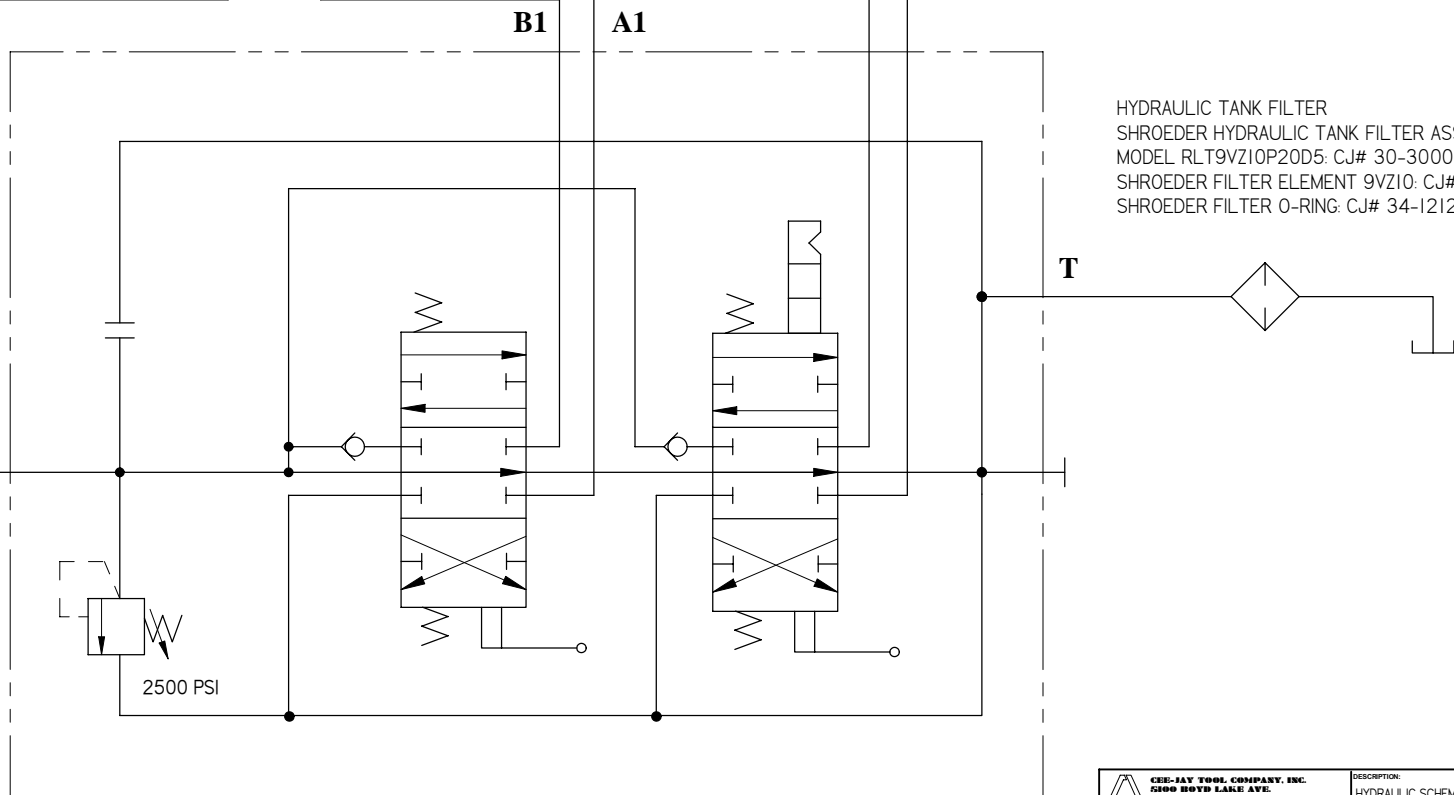 B1 A1
HYDRAULIC TANK FILTER
SHROEDER HYDRAULIC TANK FILTER
MODEL RLT9VZ10P20D5: CJ# 30-3000
SHROEDER FILTER ELEMENT 9VZ10: CJ#
SHROEDER FILTER O-RING: CJ# 34-1212
T
2500 PSI
CEE-JAY TOOL COMPANY, INC.
5100 BOYD LAKE AVE.
DESCRIPTION:
HYDRAULIC